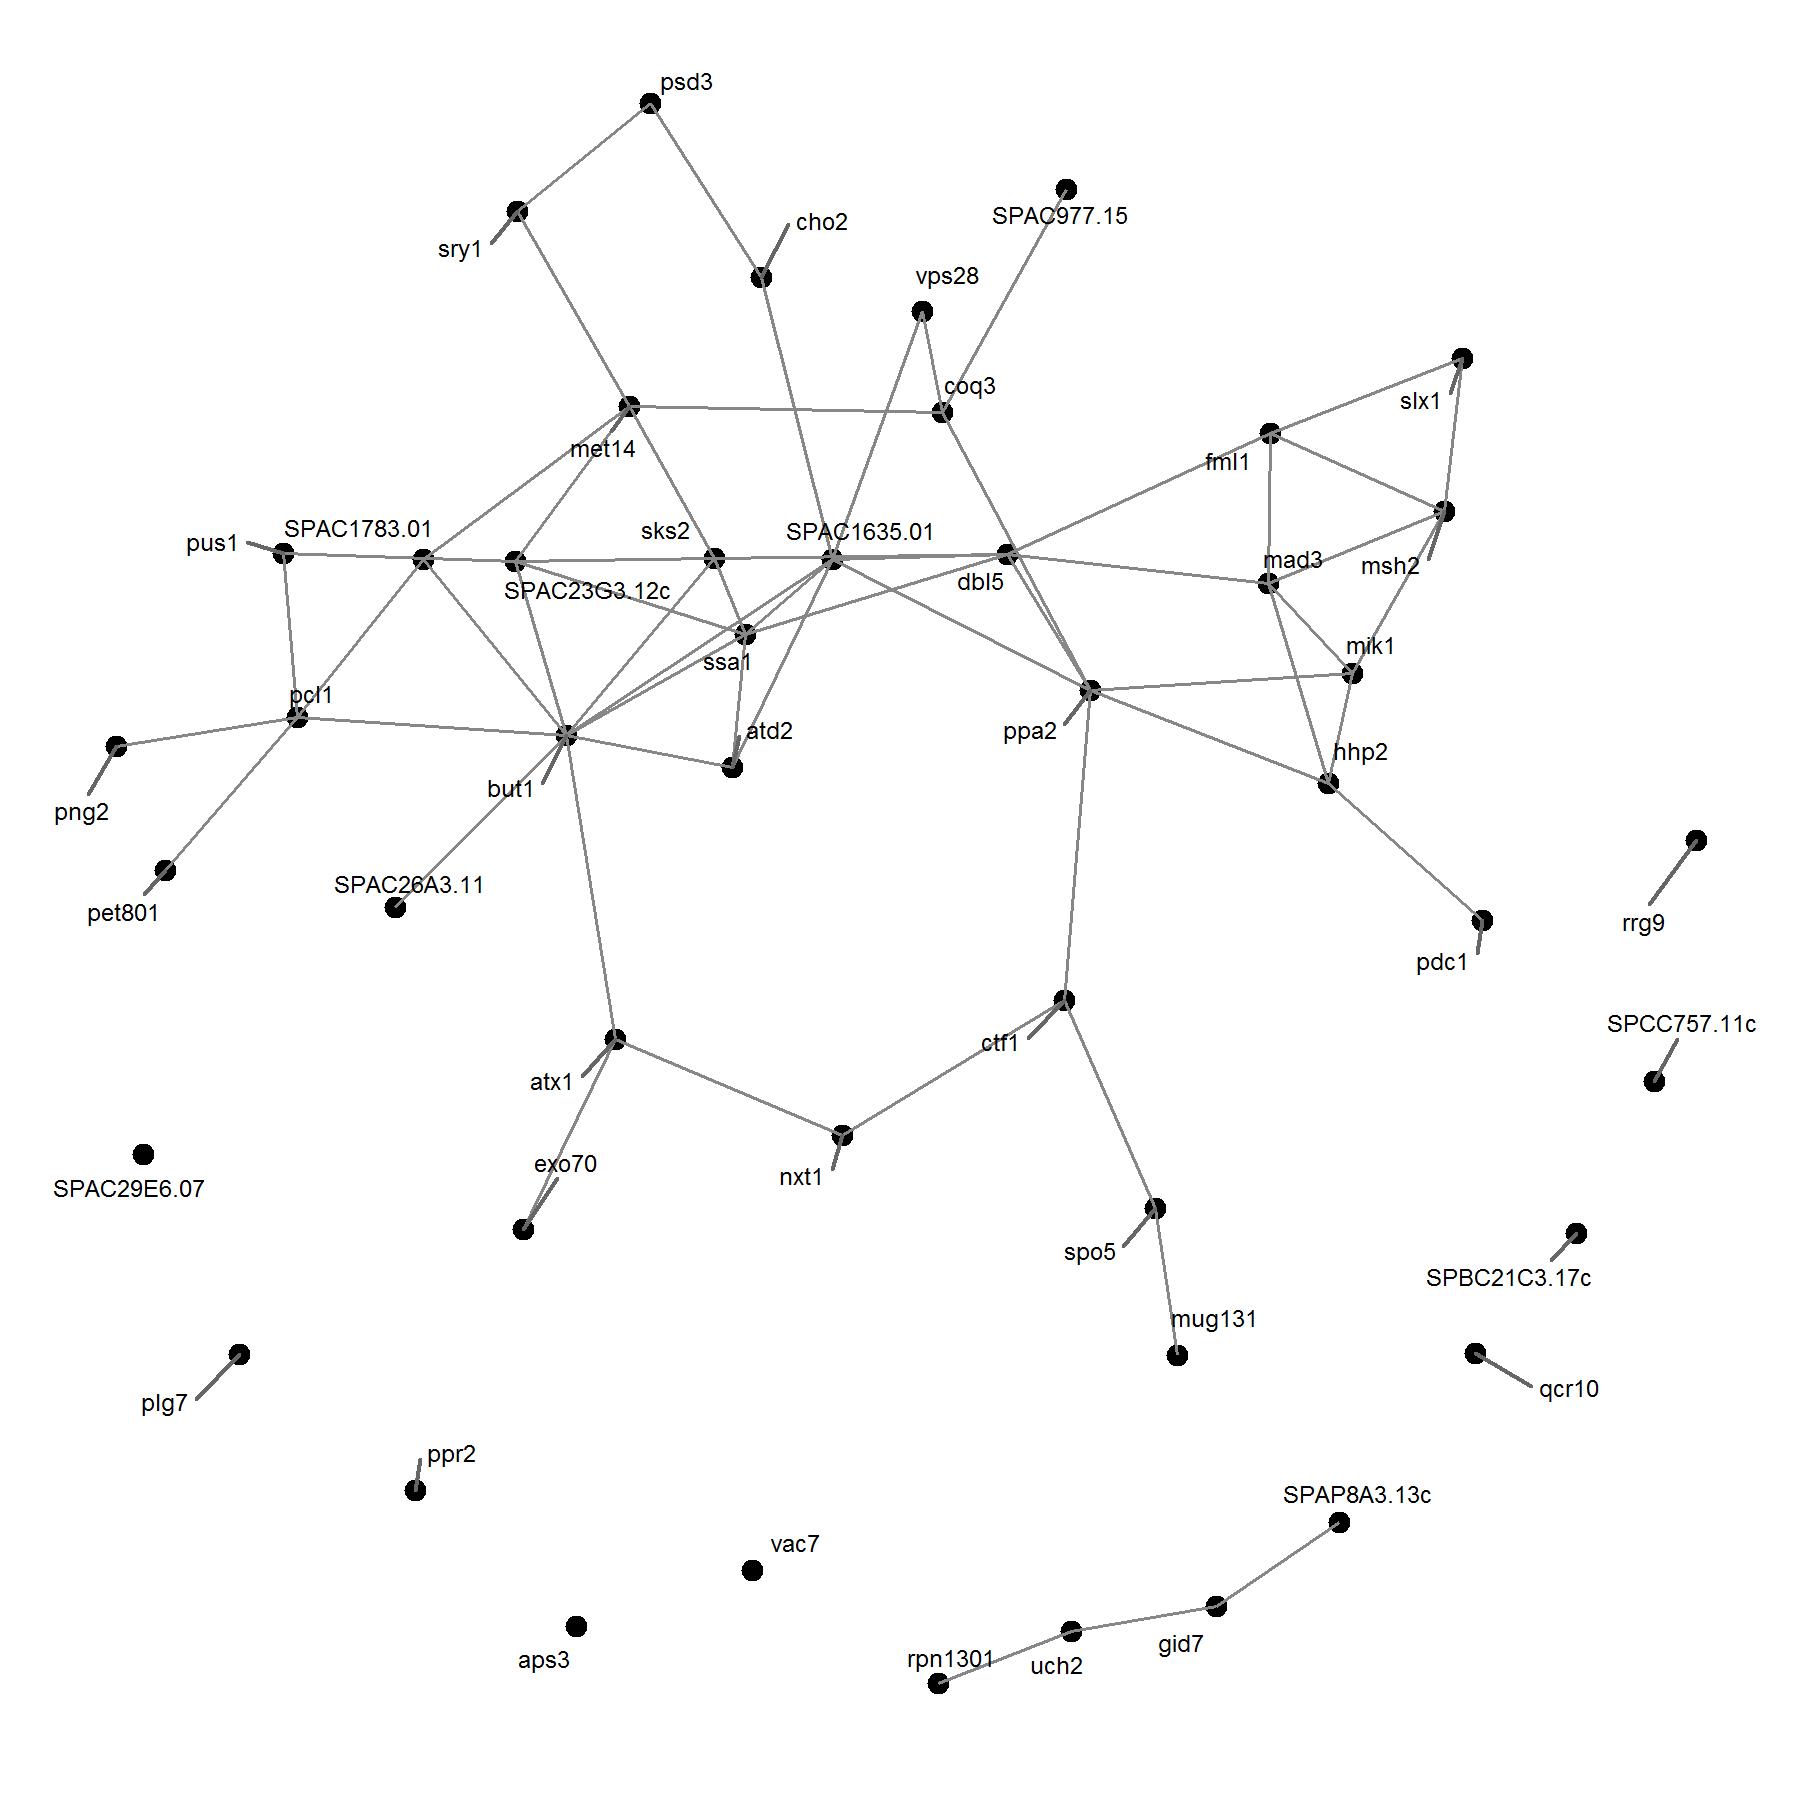 psd3
SPAC977.15
cho2
sry1
vps28
coq3
slx1
met14
fml1
SPAC1783.01
sks2
SPAC1635.01
pus1
mad3
msh2
dbl5
SPAC23G3.12c
mik1
ssa1
pcl1
atd2
ppa2
hhp2
but1
png2
SPAC26A3.11
pet801
rrg9
pdc1
SPCC757.11c
ctf1
atx1
exo70
nxt1
SPAC29E6.07
spo5
SPBC21C3.17c
mug131
qcr10
plg7
ppr2
SPAP8A3.13c
vac7
gid7
rpn1301
aps3
uch2